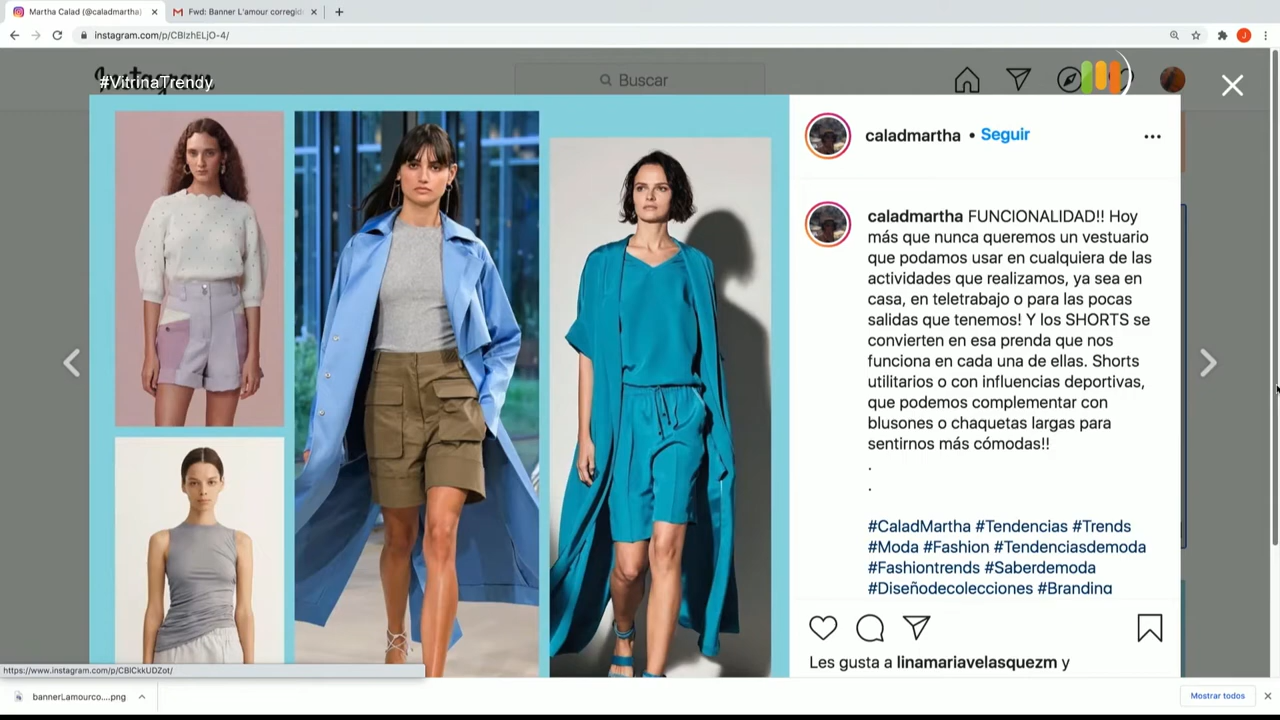 Martha Calad (@caladmartha)
Fwd: Banner L'amour corregid
instagram.com/p/CBIzhELjO-4/
J
Instagram
#VitrinaTrendy
Buscar
caladmartha • Seguir
caladmartha FUNCIONALIDAD!! Hoy
más que nunca queremos un vestuario
que podamos usar en cualquiera de las
actividades que realizamos, ya sea en
casa, en teletrabajo o para las pocas
salidas que tenemos! Y los SHORTS se
convierten en esa prenda que nos
funciona en cada una de ellas. Shorts
utilitarios o con influencias deportivas,
que podemos complementar con
blusones o chaquetas largas para
sentirnos más cómodas!!
.
.
#CaladMartha #Tendencias #Trends
#Moda #Fashion #Tendenciasdemoda
#Fashiontrends #Saberdemoda
#Diseñodecolecciones #Branding
Les gusta a linamariavelasquezm y
https://www.instagram.com/p/CBICkkUDZot/
bannerLamourco....png
Mostrar todos